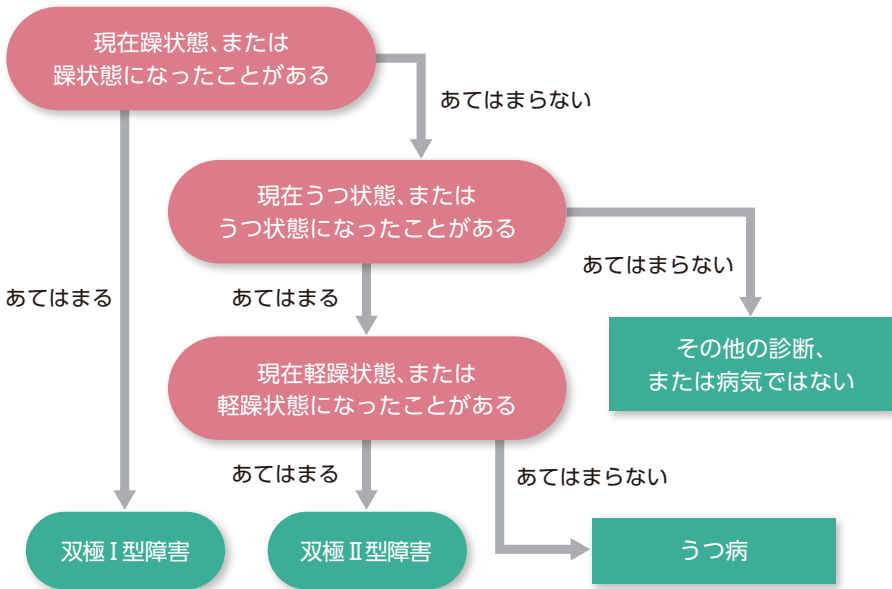 現在躁状態、または
躁状態になったことがある
あてはまらない
現在うつ状態、または
うつ状態になったことがある
あてはまらない
あてはまる
あてはまる
その他の診断、
または病気ではない
現在軽躁状態、または
軽躁状態になったことがある
あてはまる
あてはまらない
双極Ⅰ型障害
双極Ⅱ型障害
うつ病